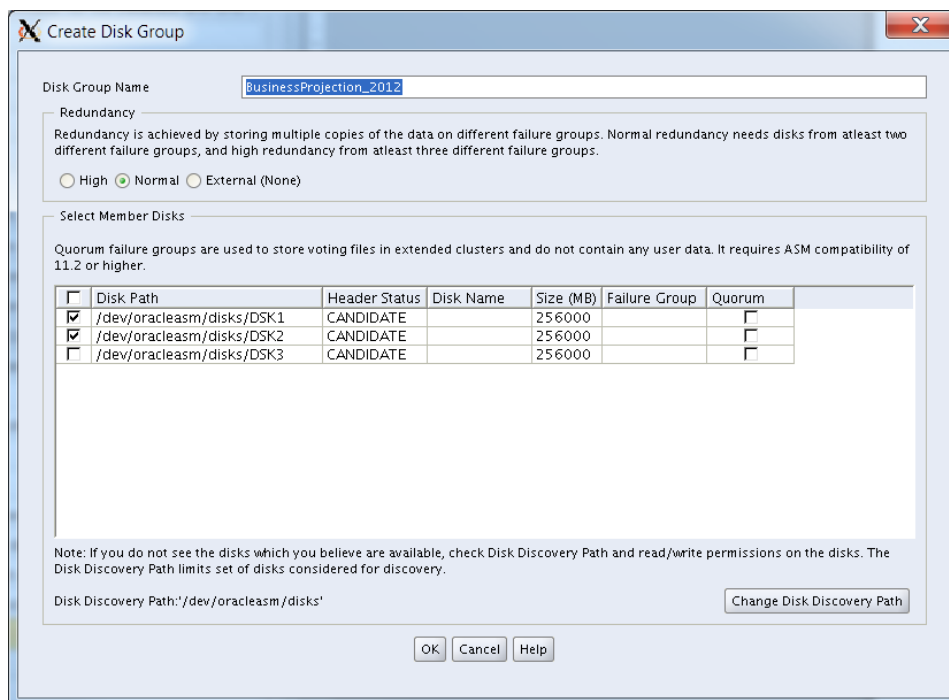 Create Disk Group
Disk Group Name BusinessProjection_2012
Redundancy
Redundancy is achieved by storing multiple copies of the data on different failure groups. Normal redundancy needs disks from atleast two
different failure groups, and high redundancy from atleast three different failure groups.
High Normal External (None)
Select Member Disks
Quorum failure groups are used to store voting files in extended clusters and do not contain any user data. It requires ASM compatibility of
11.2 or higher.
Disk Path Header Status Disk Name Size (MB) Failure Group Quorum
/dev/oracleasm/disks/DSK1 CANDIDATE 256000
/dev/oracleasm/disks/DSK2 CANDIDATE 256000
/dev/oracleasm/disks/DSK3 CANDIDATE 256000
Note: If you do not see the disks which you believe are available, check Disk Discovery Path and read/write permissions on the disks. The
Disk Discovery Path limits set of disks considered for discovery.
Disk Discovery Path:'/dev/oracleasm/disks' Change Disk Discovery Path
OK Cancel Help